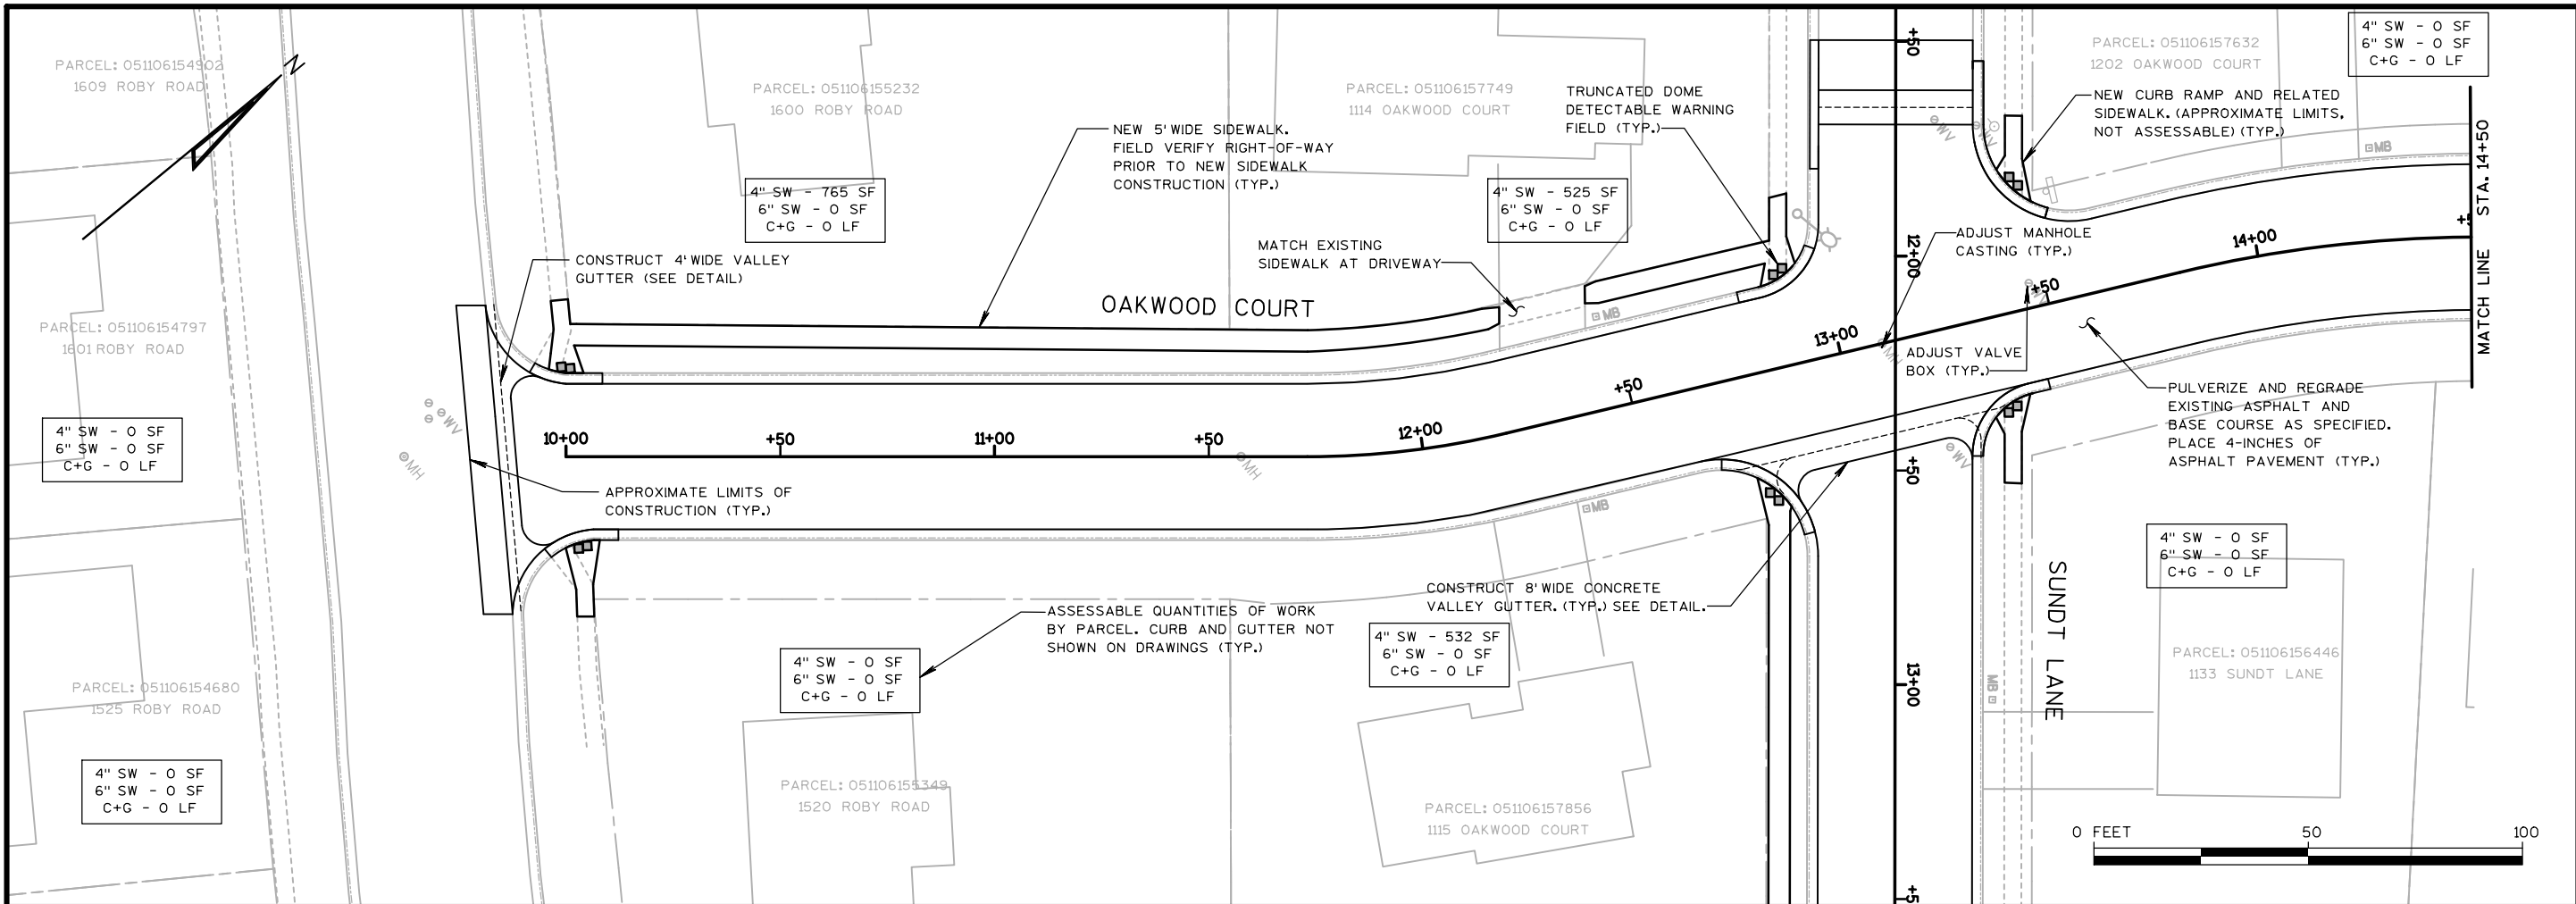 PARCEL: 051106154902
1609 ROBY ROAD
N
PARCEL: 051106155232
1600 ROBY ROAD
4" SW - 765 SF
6" SW - 0 SF
C+G - 0 LF
NEW 5' WIDE SIDEWALK.
FIELD VERIFY RIGHT-OF-WAY
PRIOR TO NEW SIDEWALK
CONSTRUCTION (TYP.)
PARCEL: 051106157749
1114 OAKWOOD COURT
4" SW - 525 SF
6" SW - 0 SF
C+G - 0 LF
TRUNCATED DOME
DETECTABLE WARNING
FIELD (TYP.)
MATCH EXISTING
SIDEWALK AT DRIVEWAY
CONSTRUCT 4' WIDE VALLEY
GUTTER (SEE DETAIL)
OAKWOOD COURT
MB
+50
12+00
WV
PARCEL: 051106157632
1202 OAKWOOD COURT
4" SW - 0 SF
6" SW - 0 SF
C+G - 0 LF
NEW CURB RAMP AND RELATED
SIDEWALK. (APPROXIMATE LIMITS,
NOT ASSESSABLE) (TYP.)
MB
MATCH LINE STA. 14+50
ADJUST MANHOLE
CASTING (TYP.)
14+00
+50
13+00
MH
ADJUST VALVE
BOX (TYP.)
PULVERIZE AND REGRADE
EXISTING ASPHALT AND
BASE COURSE AS SPECIFIED.
PLACE 4-INCHES OF
ASPHALT PAVEMENT (TYP.)
PARCEL: 051106154797
1601 ROBY ROAD
4" SW - 0 SF
6" SW - 0 SF
C+G - 0 LF
WV
MH
10+00
+50
11+00
+50
12+00
+50
MH
APPROXIMATE LIMITS OF
CONSTRUCTION (TYP.)
MB
WV
+50
CONSTRUCT 8' WIDE CONCRETE
VALLEY GUTTER. (TYP.) SEE DETAIL.
4" SW - 532 SF
6" SW - 0 SF
C+G - 0 LF
ASSESSABLE QUANTITIES OF WORK
BY PARCEL. CURB AND GUTTER NOT
SHOWN ON DRAWINGS (TYP.)
4" SW - 0 SF
6" SW - 0 SF
C+G - 0 LF
4" SW - 0 SF
6" SW - 0 SF
C+G - 0 LF
SUNDT LANE
13+00
MB
PARCEL: 051106156446
1133 SUNDT LANE
PARCEL: 051106154680
1525 ROBY ROAD
4" SW - 0 SF
6" SW - 0 SF
C+G - 0 LF
PARCEL: 051106155349
1520 ROBY ROAD
PARCEL: 051106157856
1115 OAKWOOD COURT
0 FEET 50 100